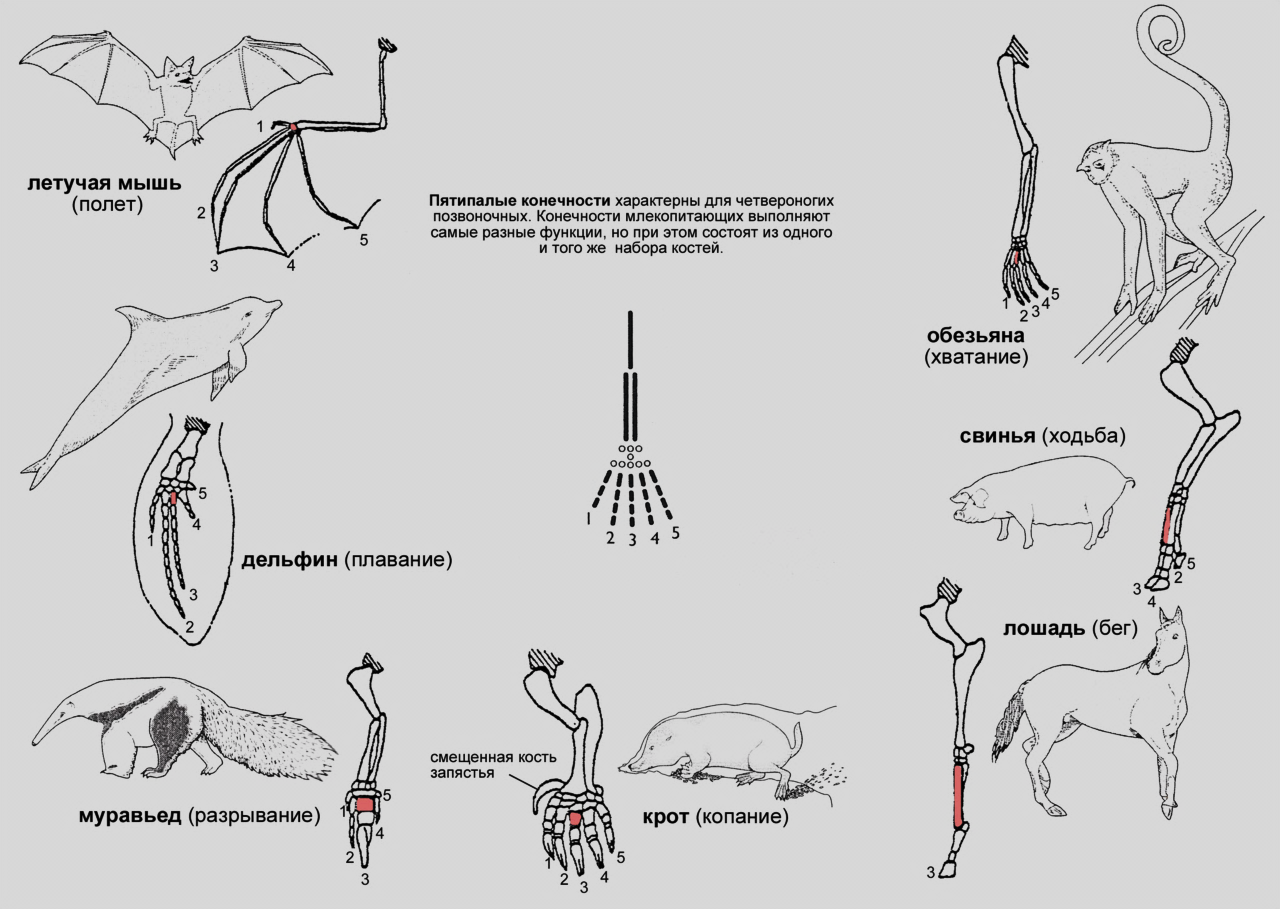 летучая мышь
(полет)
1
2
3
4
5
Пятипалые конечности характерны для четвероногих
позвоночных. Конечности млекопитающих выполняют
самые разные функции, но при этом состоят из одного
и того же набора костей.
1
2
3
4
5
обезьяна
(хватание)
1
2
3
4
5
дельфин (плавание)
5
4
1
3
2
свинья (ходьба)
5
2
3
4
лошадь (бег)
3
муравьед (разрывание)
5
1
4
2
3
смещенная кость
запястья
крот (копание)
1
2
3
4
5